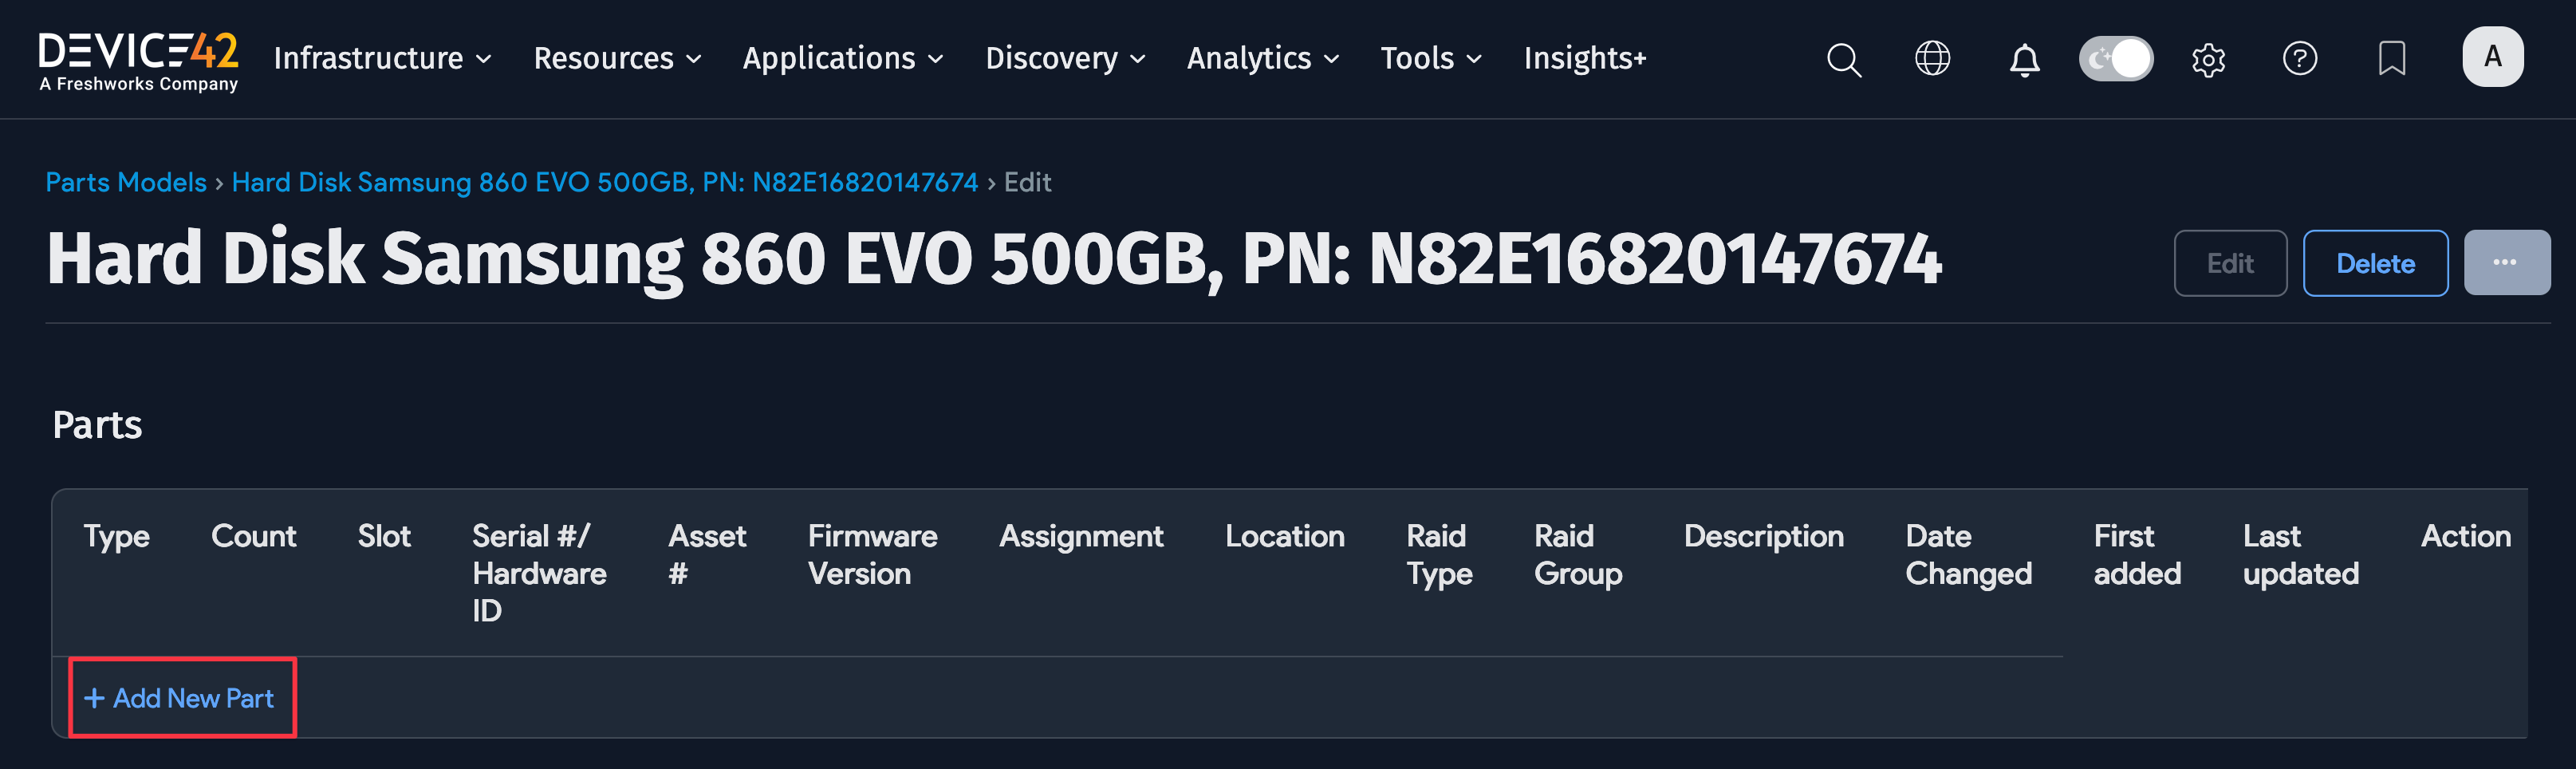 DEVICE42
A Freshworks Company
Infrastructure Resources Applications Discovery Analytics Tools Insights+
A
Parts Models › Hard Disk Samsung 860 EVO 500GB, PN: N82E16820147674 › Edit
Hard Disk Samsung 860 EVO 500GB, PN: N82E16820147674
Edit Delete ...
Parts
Type Count Slot Serial #/ Hardware ID Asset # Firmware Version Assignment Location Raid Type Raid Group Description Date Changed First added Last updated Action
+ Add New Part